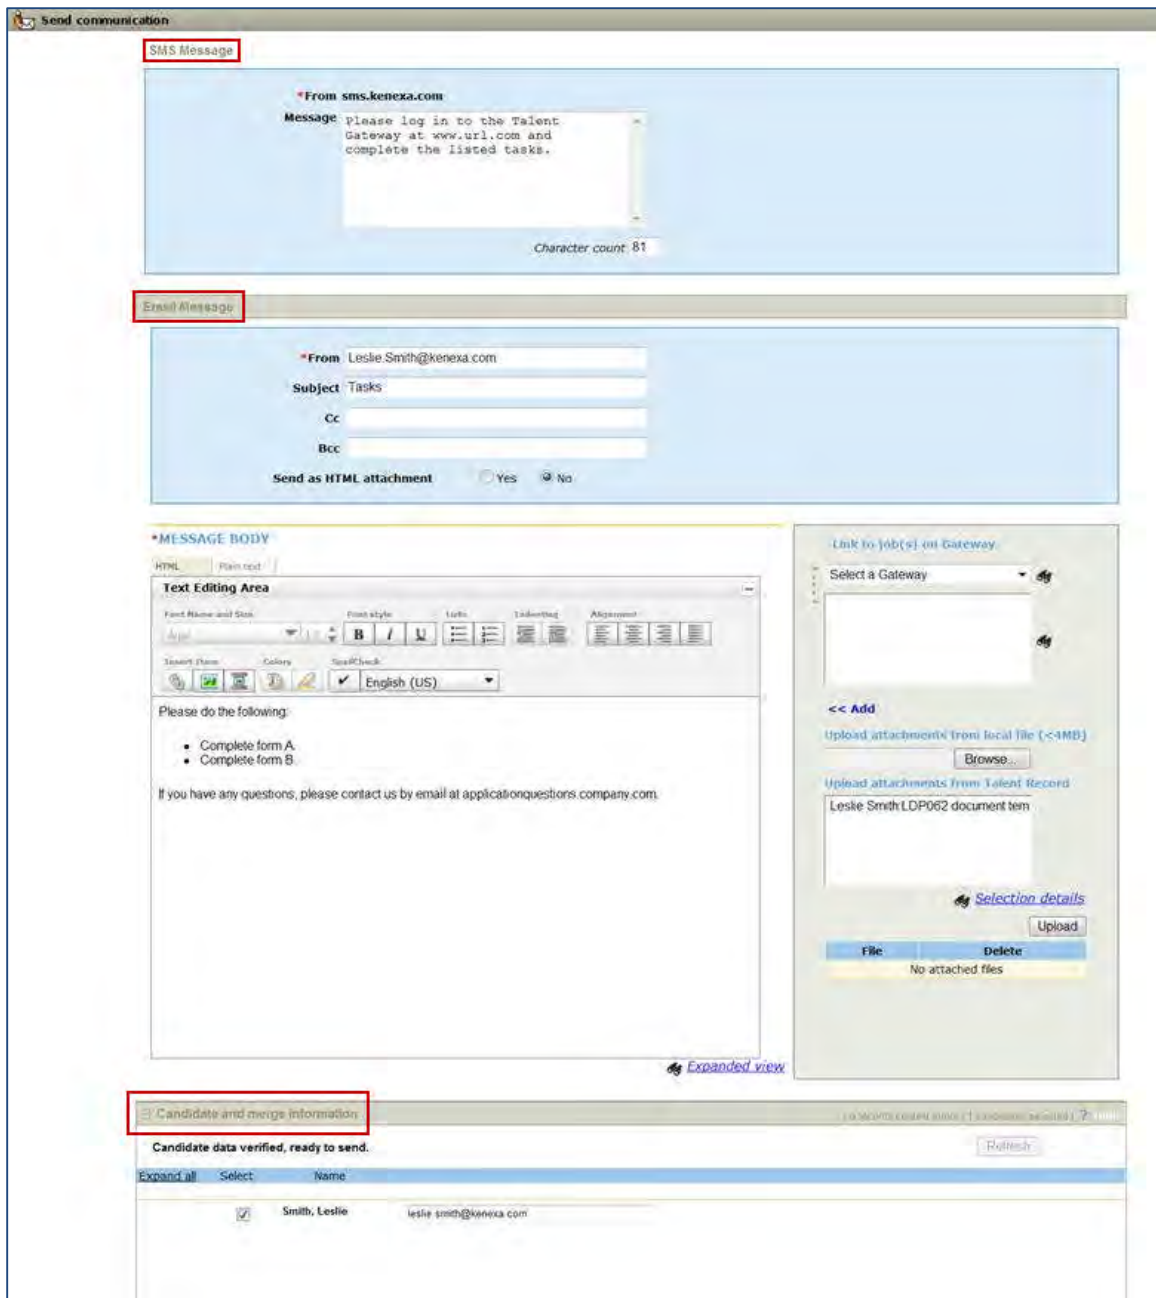 Send communication
SMS Message
*From sms.kenexa.com
Message Please log in to the Talent
Gateway at www.url.com and
complete the listed tasks.
Character count 81
Email Message
*From Leslie.Smith@kenexa.com
Subject Tasks
Cc
Bcc
Send as HTML attachment Yes No
*MESSAGE BODY
HTML Plain text
Text Editing Area
Font Name and Size Font style Lists Indenting Alignment
Arial
B I U
Insert Item Colors SpellCheck
English (US)
Please do the following:
Complete form A.
Complete form B.
If you have any questions, please contact us by email at applicationquestions.company.com.
Expanded view
Link to job(s) on Gateway
Select a Gateway
<< Add
Upload attachments from local file (<4MB)
Browse...
Upload attachments from Talent Record
Leslie Smith:LDP062 document tem
Selection details
Upload
File Delete
No attached files
Candidate and merge information
?
Candidate data verified, ready to send.
Refresh
Expand all Select Name
Smith, Leslie leslie.smith@kenexa.com